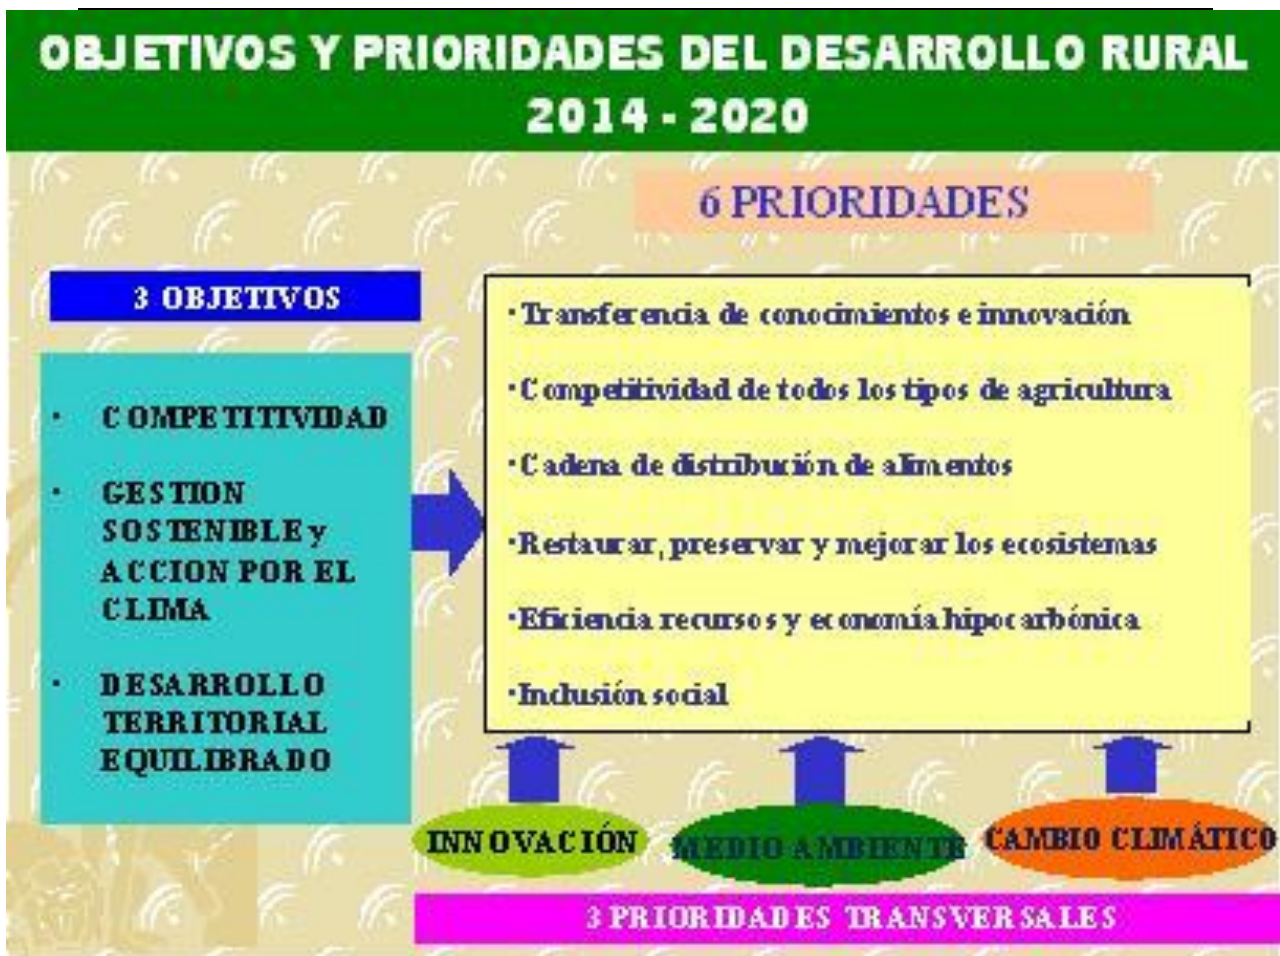 OBJETIVOS Y PRIORIDADES DEL DESARROLLO RURAL
2014 - 2020
6 PRIORIDADES
3 OBJETIVOS
· COMPETITIVIDAD
· GESTION
SOSTENIBLE y
ACCION POR EL
CLIMA
· DESARROLLO
TERRITORIAL
EQUILIBRADO
·Transferencia de conocimientos e innovación
·Competitividad de todos los tipos de agricultura
·Cadena de distribución de alimentos
·Restaurar, preservar y mejorar los ecosistemas
·Eficiencia recursos y economía hipocarbónica
·Inclusión social
INNOVACIÓN
MEDIO AMBIENTE
CAMBIO CLIMÁTICO
3 PRIORIDADES TRANSVERSALES